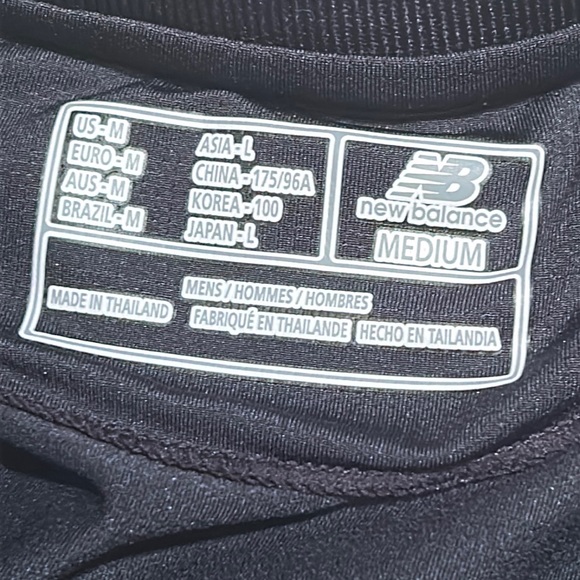 US-M
EURO-M
AUS-M
BRAZIL-M
ASIA-L
CHINA-175/96A
KOREA-100
JAPAN-L
NB
new balance
MEDIUM
MENS / HOMMES / HOMBRES
MADE IN THAILAND
FABRIQUÉ EN THAILANDE
HECHO EN TAILANDIA